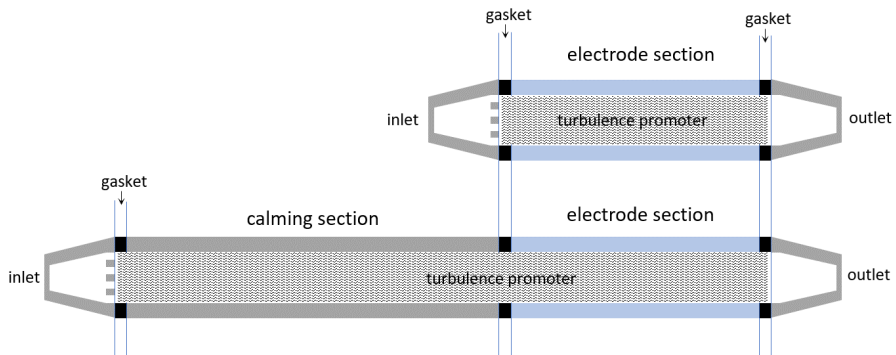 gasket
gasket
electrode section
inlet
turbulence promoter
outlet
gasket
calming section
electrode section
inlet
turbulence promoter
outlet